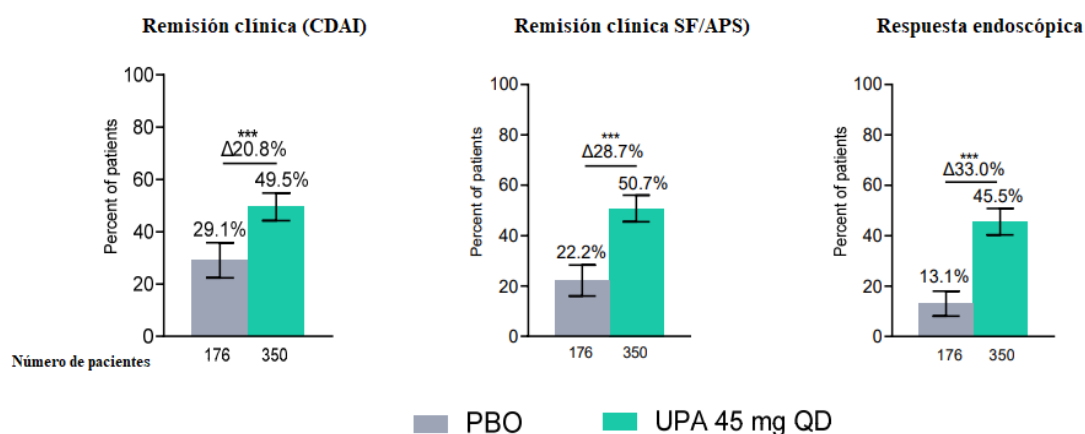 Remisión clínica (CDAI)
100
80
60
40
20
0
Percent of patients
***
Δ20.8%
49.5%
29.1%
176 350
Remisión clínica SF/APS)
100
80
60
40
20
0
Percent of patients
***
Δ28.7%
50.7%
22.2%
176 350
Respuesta endoscópica
100
80
60
40
20
0
Percent of patients
***
Δ33.0%
45.5%
13.1%
176 350
Número de pacientes
PBO UPA 45 mg QD